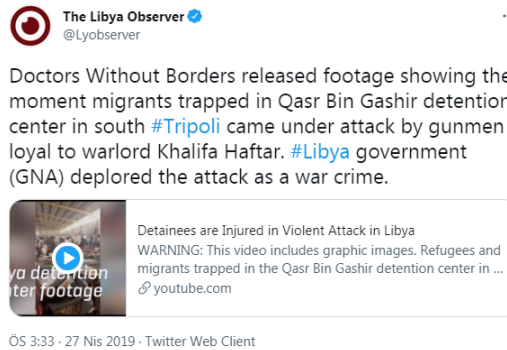 The Libya Observer
@Lyobserver
Doctors Without Borders released footage showing the
moment migrants trapped in Qasr Bin Gashir detention
center in south #Tripoli came under attack by gunmen
loyal to warlord Khalifa Haftar. #Libya government
(GNA) deplored the attack as a war crime.
Detainees are Injured in Violent Attack in Libya
WARNING: This video includes graphic images. Refugees and
migrants trapped in the Qasr Bin Gashir detention center in ...
youtube.com
ya detention
ter footage
ÖS 3:33 · 27 Nis 2019 · Twitter Web Client